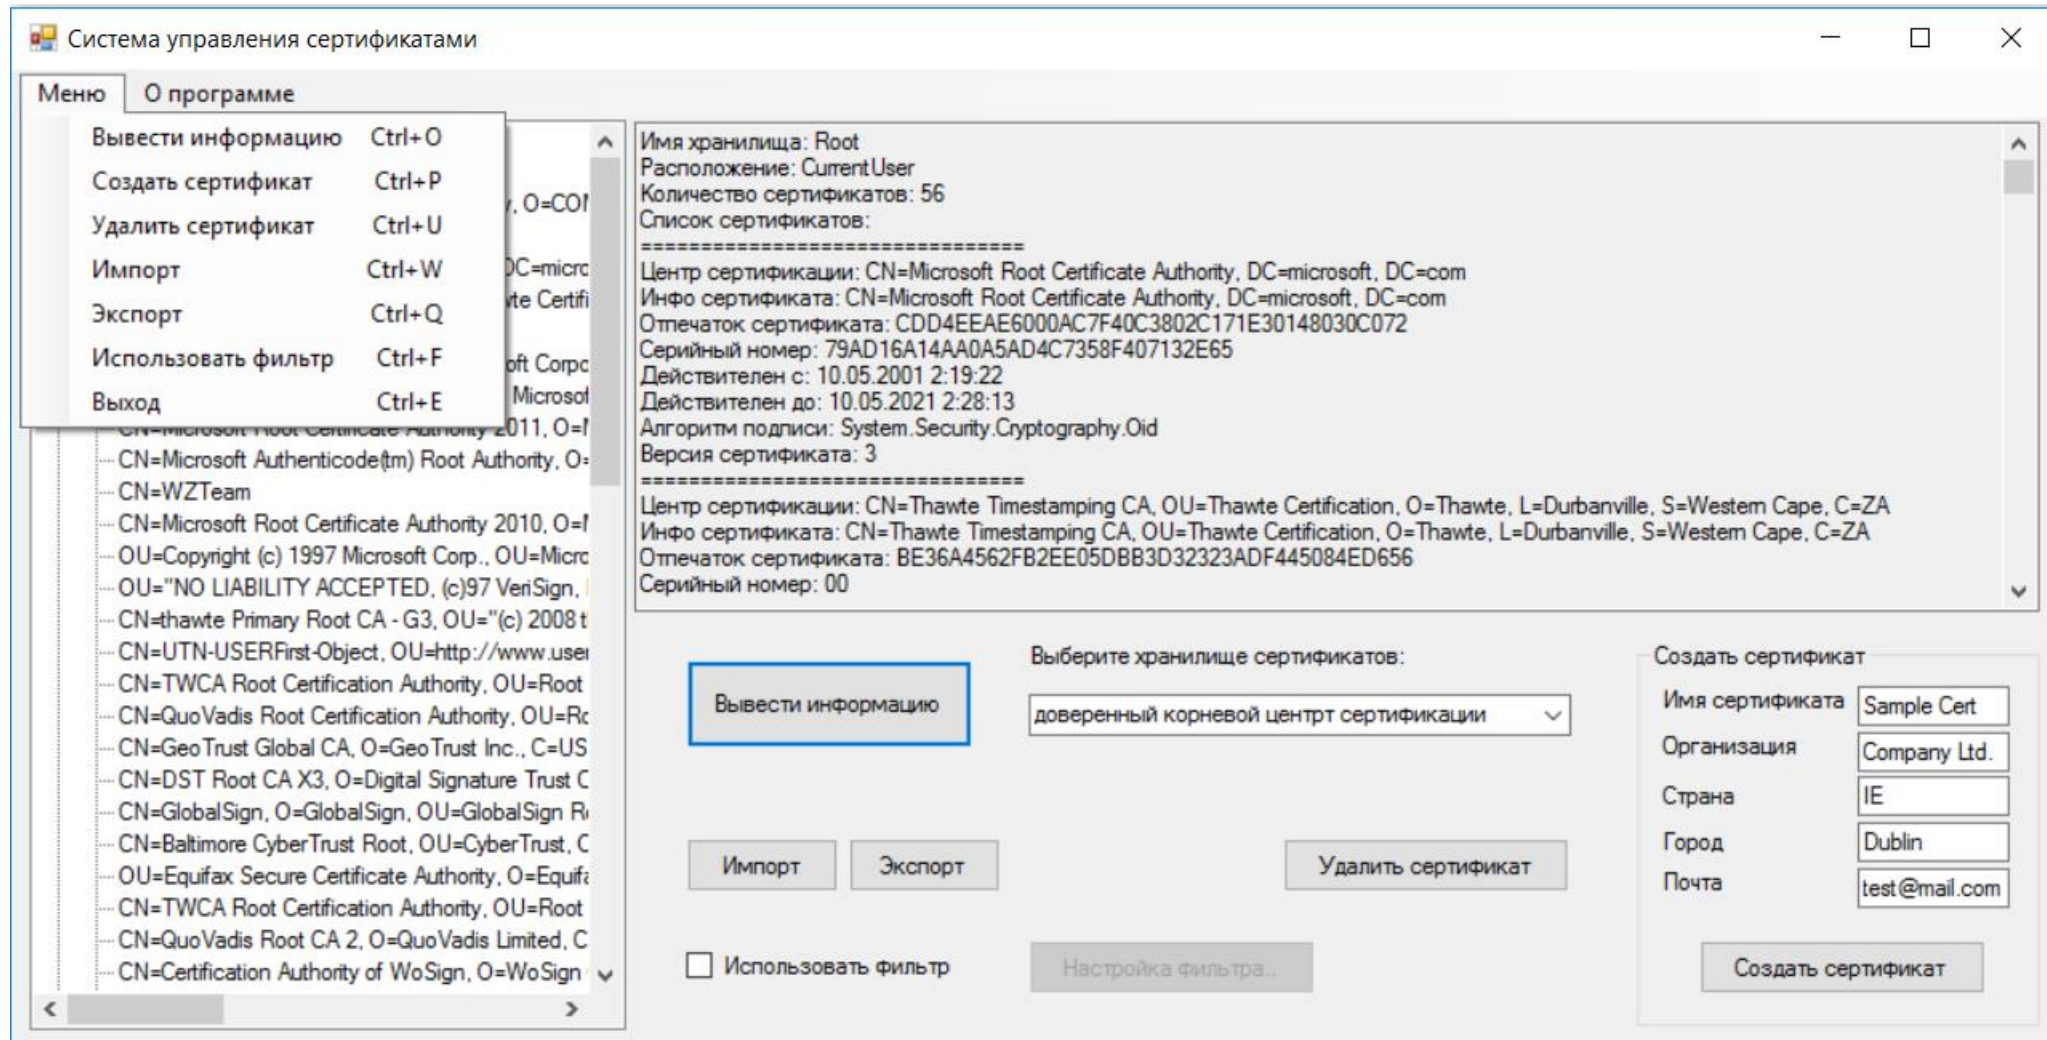 Система управления сертификатами
Меню О программе
Вывести информацию Ctrl+O
Создать сертификат Ctrl+P
Удалить сертификат Ctrl+U
Импорт Ctrl+W
Экспорт Ctrl+Q
Использовать фильтр Ctrl+F
Выход Ctrl+E
, O=CO
DC=micro
te Certifi
oft Corpo
Microsof
CN=Microsoft Root Certificate Authority 2011, O=
CN=Microsoft Authenticode(tm) Root Authority, O=
CN=WZTeam
CN=Microsoft Root Certificate Authority 2010, O=
OU=Copyright (c) 1997 Microsoft Corp., OU=Micro
OU="NO LIABILITY ACCEPTED, (c)97 VeriSign,
CN=thawte Primary Root CA - G3, OU="(c) 2008 t
CN=UTN-USERFirst-Object, OU=http://www.user
CN=TWCA Root Certification Authority, OU=Root
CN=QuoVadis Root Certification Authority, OU=Ro
CN=GeoTrust Global CA, O=GeoTrust Inc., C=US
CN=DST Root CA X3, O=Digital Signature Trust C
CN=GlobalSign, O=GlobalSign, OU=GlobalSign Ro
CN=Baltimore CyberTrust Root, OU=CyberTrust, O
OU=Equifax Secure Certificate Authority, O=Equifa
CN=TWCA Root Certification Authority, OU=Root
CN=QuoVadis Root CA 2, O=QuoVadis Limited, C
CN=Certification Authority of WoSign, O=WoSign
Имя хранилища: Root
Расположение: CurrentUser
Количество сертификатов: 56
Список сертификатов:
================================
Центр сертификации: CN=Microsoft Root Certificate Authority, DC=microsoft, DC=com
Инфо сертификата: CN=Microsoft Root Certificate Authority, DC=microsoft, DC=com
Отпечаток сертификата: CDD4EEAE6000AC7F40C3802C171E30148030C072
Серийный номер: 79AD16A14AA0A5AD4C7358F407132E65
Действителен с: 10.05.2001 2:19:22
Действителен до: 10.05.2021 2:28:13
Алгоритм подписи: System.Security.Cryptography.Oid
Версия сертификата: 3
================================
Центр сертификации: CN=Thawte Timestamping CA, OU=Thawte Certification, O=Thawte, L=Durbanville, S=Western Cape, C=ZA
Инфо сертификата: CN=Thawte Timestamping CA, OU=Thawte Certification, O=Thawte, L=Durbanville, S=Western Cape, C=ZA
Отпечаток сертификата: BE36A4562FB2EE05DBB3D32323ADF445084ED656
Серийный номер: 00
Вывести информацию
Выберите хранилище сертификатов:
доверенный корневой центрт сертификации
Импорт Экспорт Удалить сертификат
Использовать фильтр Настройка фильтра..
Создать сертификат
Имя сертификата Sample Cert
Организация Company Ltd.
Страна IE
Город Dublin
Почта test@mail.com
Создать сертификат